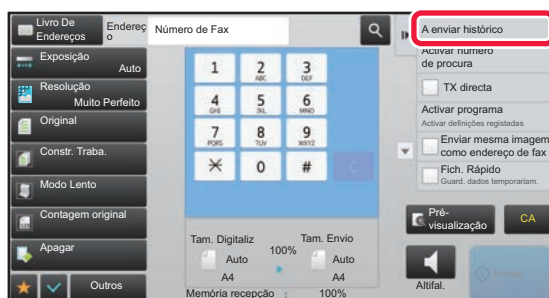 Livro De
Endereços
Endereç
o
Número de Fax
Exposição
Auto
Resolução
Muito Perfeito
Original
Constr. Traba.
Modo Lento
Contagem original
Apagar
Outros
1
2
ABC
3
DEF
4
GHI
5
JKL
6
MNO
7
PQRS
8
TUV
9
WXYZ
0
#
C
Tam. Digitaliz
100%
Tam. Envio
Auto
A4
Auto
A4
Memória recepção : 100%
A enviar histórico
Activar número
de procura
TX directa
Activar programa
Activar definições registadas
Enviar mesma imagem
como endereço de fax
Fich. Rápido
Guard. dados temporariam.
Pré-
visualização
CA
Altifal.
Iniciar